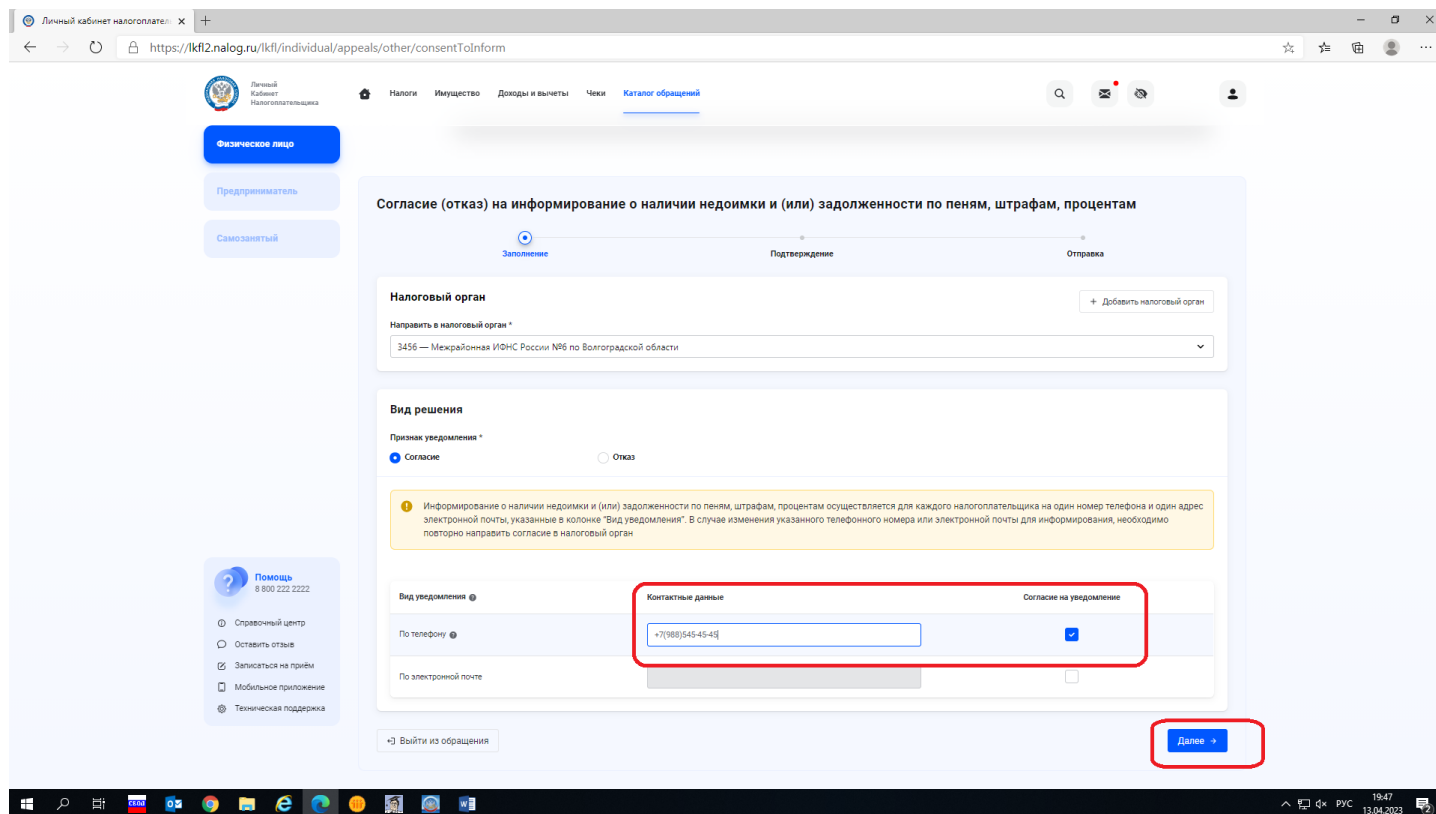 Личный кабинет налогоплател
https://lkfl2.nalog.ru/lkfl/individual/appeals/other/consentToInform
Личный
Кабинет
Налогоплательщика
Налоги Имущество Доходы и вычеты Чеки Каталог обращений
Физическое лицо
Предприниматель
Самозанятый
Согласие (отказ) на информирование о наличии недоимки и (или) задолженности по пеням, штрафам, процентам
Заполнение Подтверждение Отправка
Налоговый орган
+ Добавить налоговый орган
Направить в налоговый орган *
3456 — Межрайонная ИФНС России №6 по Волгоградской области
Вид решения
Признак уведомления *
Согласие Отказ
Информирование о наличии недоимки и (или) задолженности по пеням, штрафам, процентам осуществляется для каждого налогоплательщика на один номер телефона и один адрес
электронной почты, указанные в колонке "Вид уведомления". В случае изменения указанного телефонного номера или электронной почты для информирования, необходимо
повторно направить согласие в налоговый орган
Вид уведомления Контактные данные Согласие на уведомление
По телефону +7(988)545-45-45
По электронной почте
Помощь
8 800 222 2222
Справочный центр
Оставить отзыв
Записаться на приём
Мобильное приложение
Техническая поддержка
Выйти из обращения
Далее →
РУС
19:47
13.04.2023
2